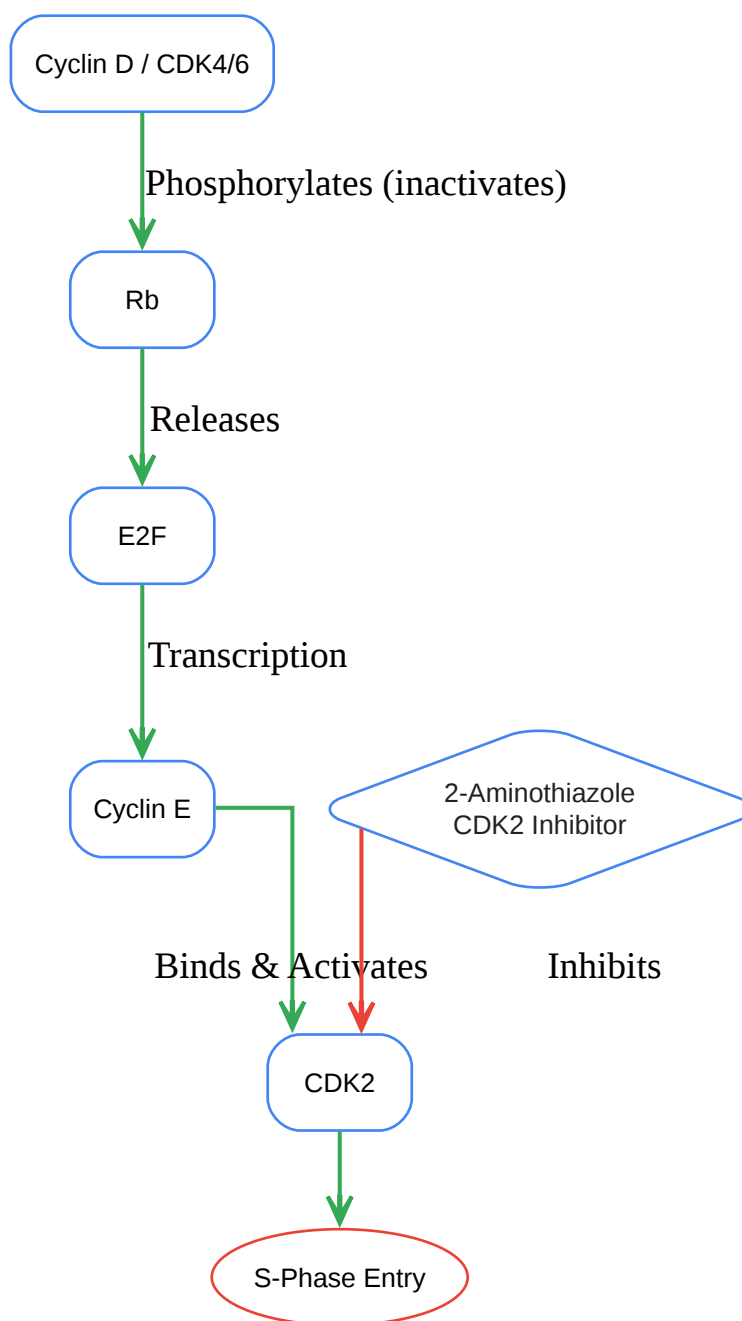 Cyclin D / CDK4/6
Phosphorylates (inactivates)
Rb
Releases
E2F
Transcription
Cyclin E
2-Aminothiazole
CDK2 Inhibitor
Binds & Activates
Inhibits
CDK2
S-Phase Entry